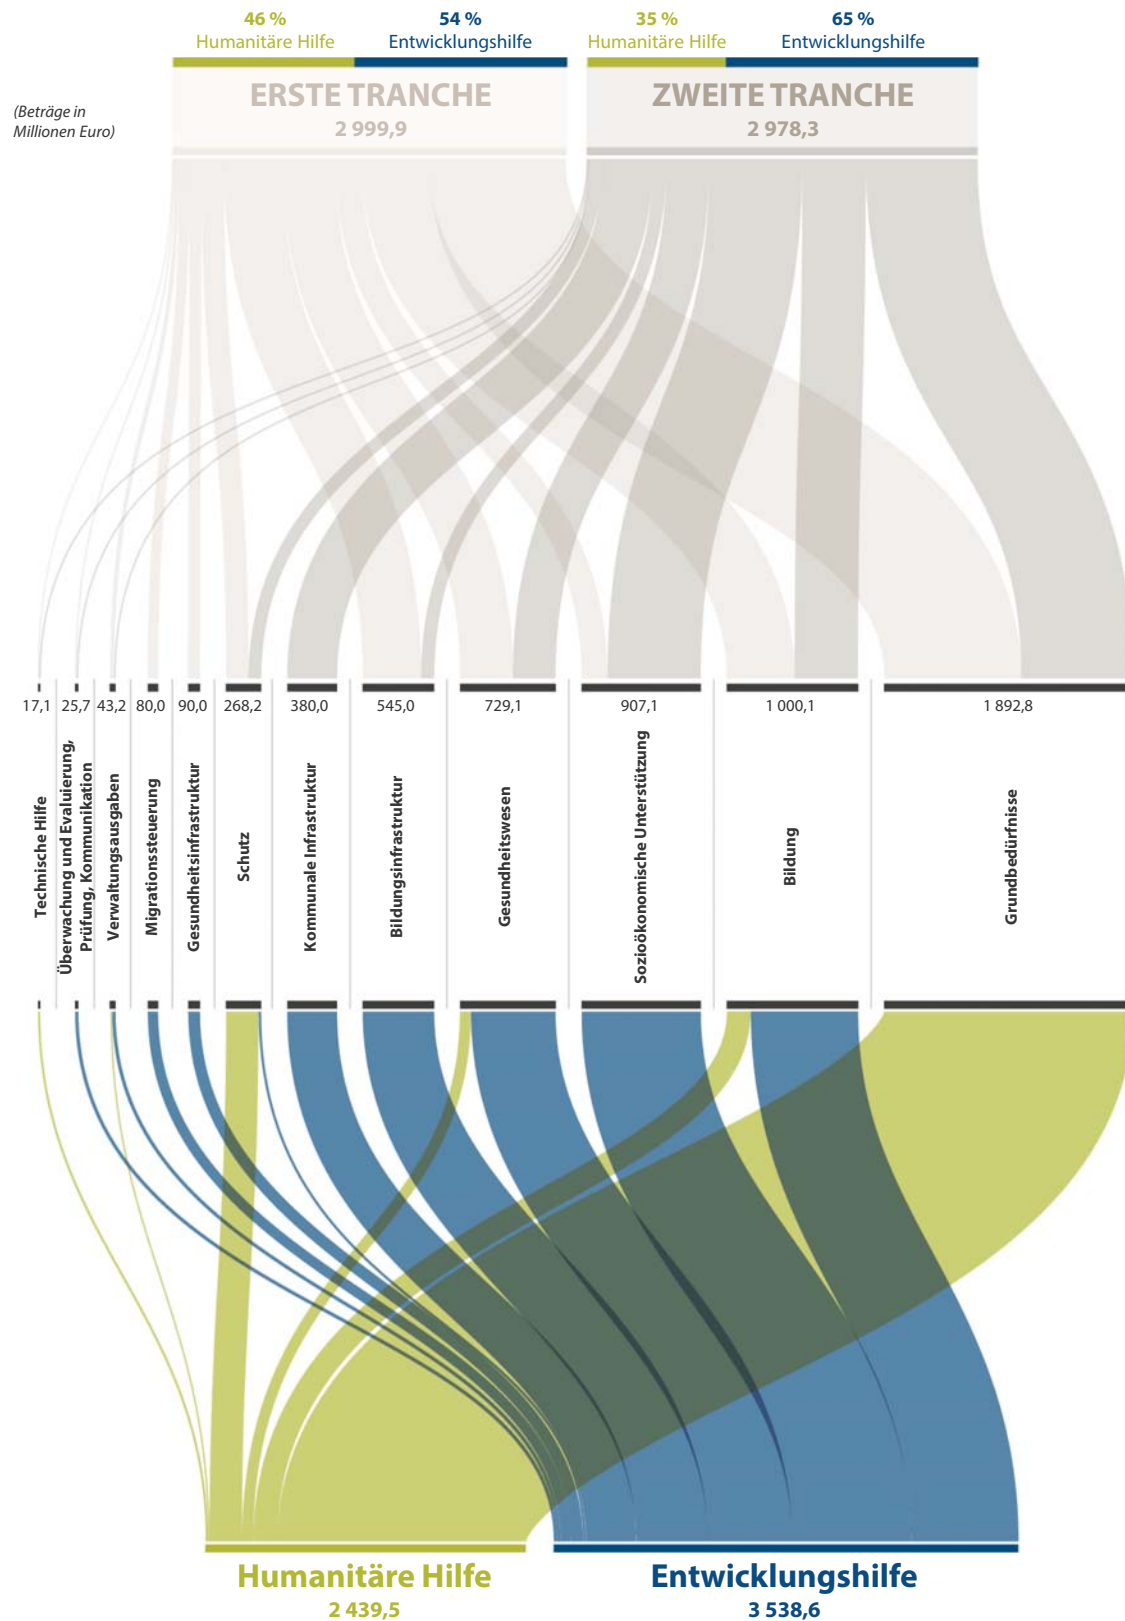 46 %
Humanitäre Hilfe
54 %
Entwicklungshilfe
35 %
Humanitäre Hilfe
65 %
Entwicklungshilfe
(Beträge in
Millionen Euro)
ERSTE TRANCHE
2 999,9
ZWEITE TRANCHE
2 978,3
17,1
25,7
43,2
80,0
90,0
268,2
380,0
545,0
729,1
907,1
1 000,1
1 892,8
Technische Hilfe
Überwachung und Evaluierung,
Prüfung, Kommunikation
Verwaltungsausgaben
Migrationssteuerung
Gesundheitsinfrastruktur
Schutz
Kommunale Infrastruktur
Bildungsinfrastruktur
Gesundheitswesen
Sozioökonomische Unterstützung
Bildung
Grundbedürfnisse
Humanitäre Hilfe
2 439,5
Entwicklungshilfe
3 538,6